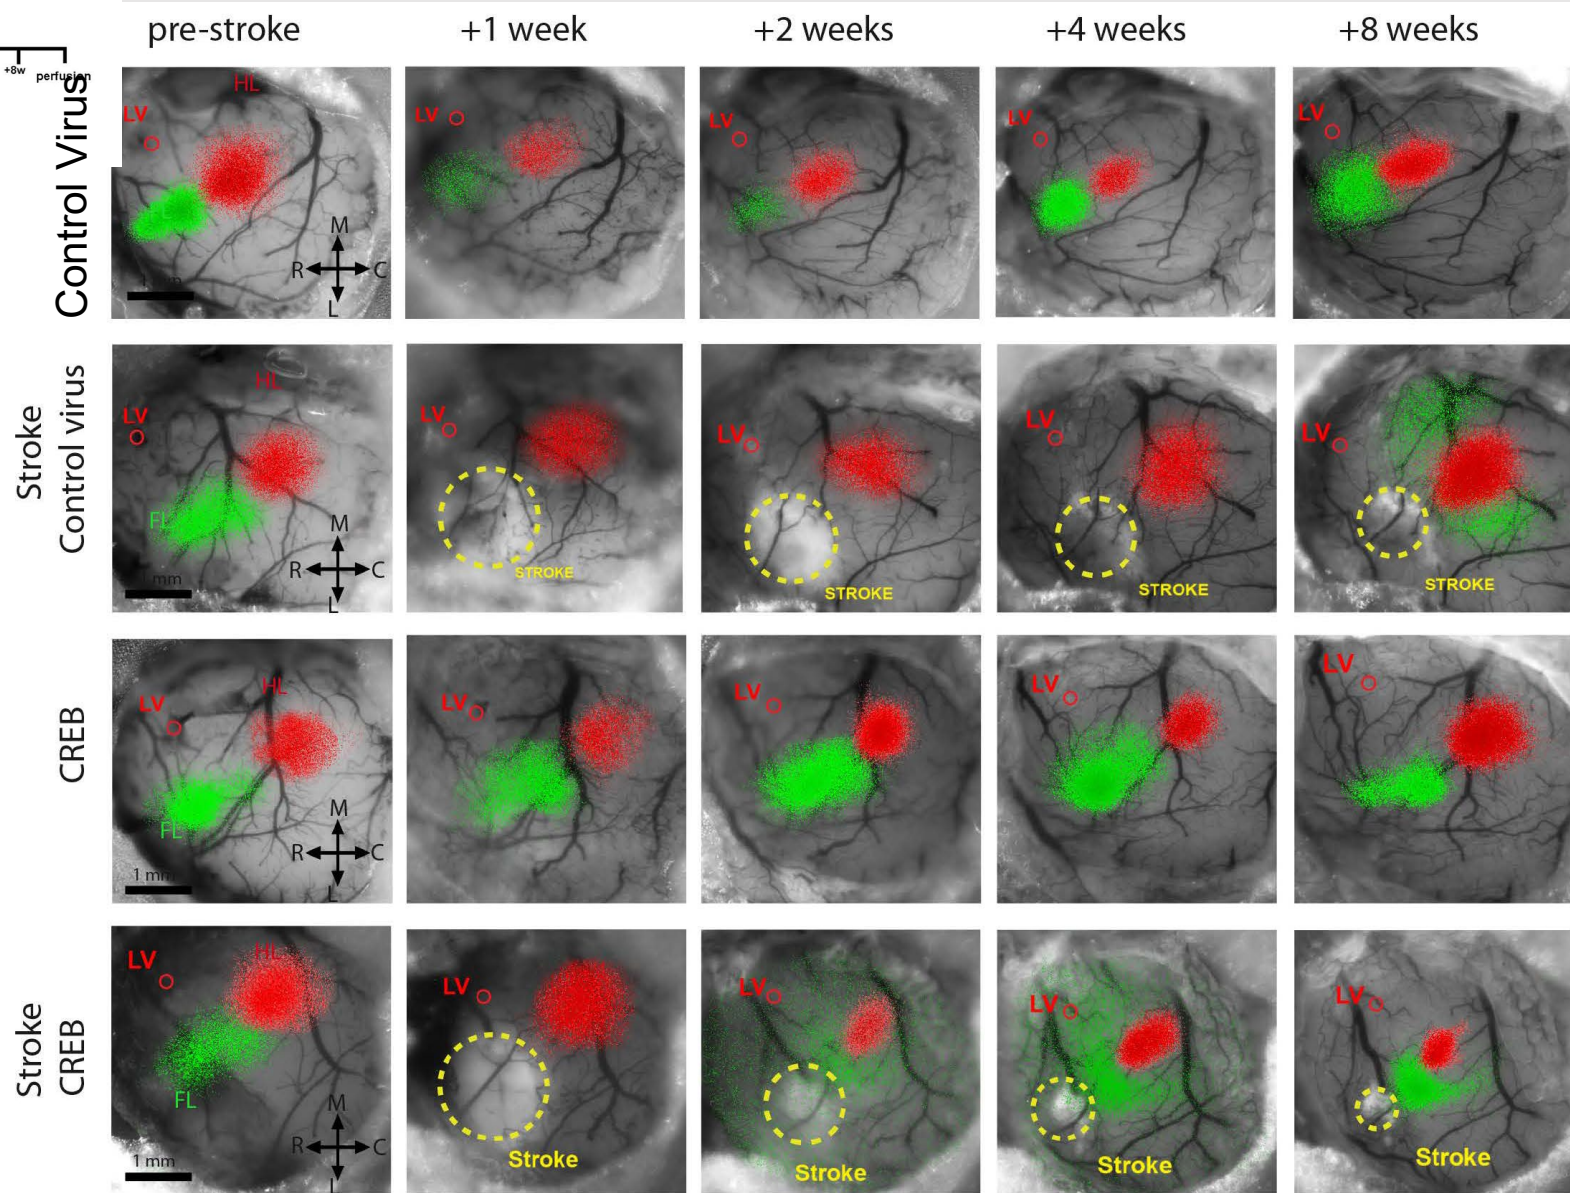 pre-stroke +1 week +2 weeks +4 weeks +8 weeks
+8w perfusion
Control Virus
HL
LV LV LV LV LV
M
R C
L
Stroke
Control virus
HL
LV LV LV LV LV
FL
M
R C
1 mm
L
STROKE STROKE STROKE STROKE
CREB
HL
LV LV LV LV LV
FL
M
R C
1 mm
L
Stroke
CREB
HL
LV LV LV LV LV
FL
M
R C
1 mm
L
Stroke Stroke Stroke Stroke